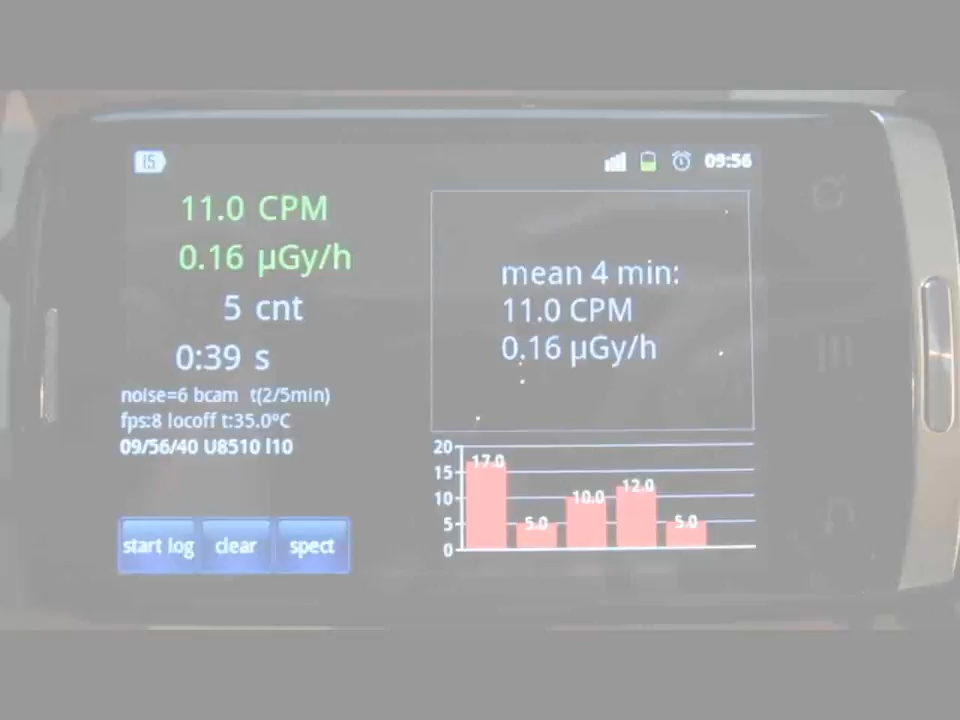 15
09:56
11.0 CPM
0.16 µGy/h
5 cnt
0:39 s
noise=6 bcam t(2/5min)
fps:8 locoff t:35.0°C
09/56/40 U8510 l10
start log
clear
spect
mean 4 min:
11.0 CPM
0.16 µGy/h
20
15
10
5
0
17.0
5.0
10.0
12.0
5.0